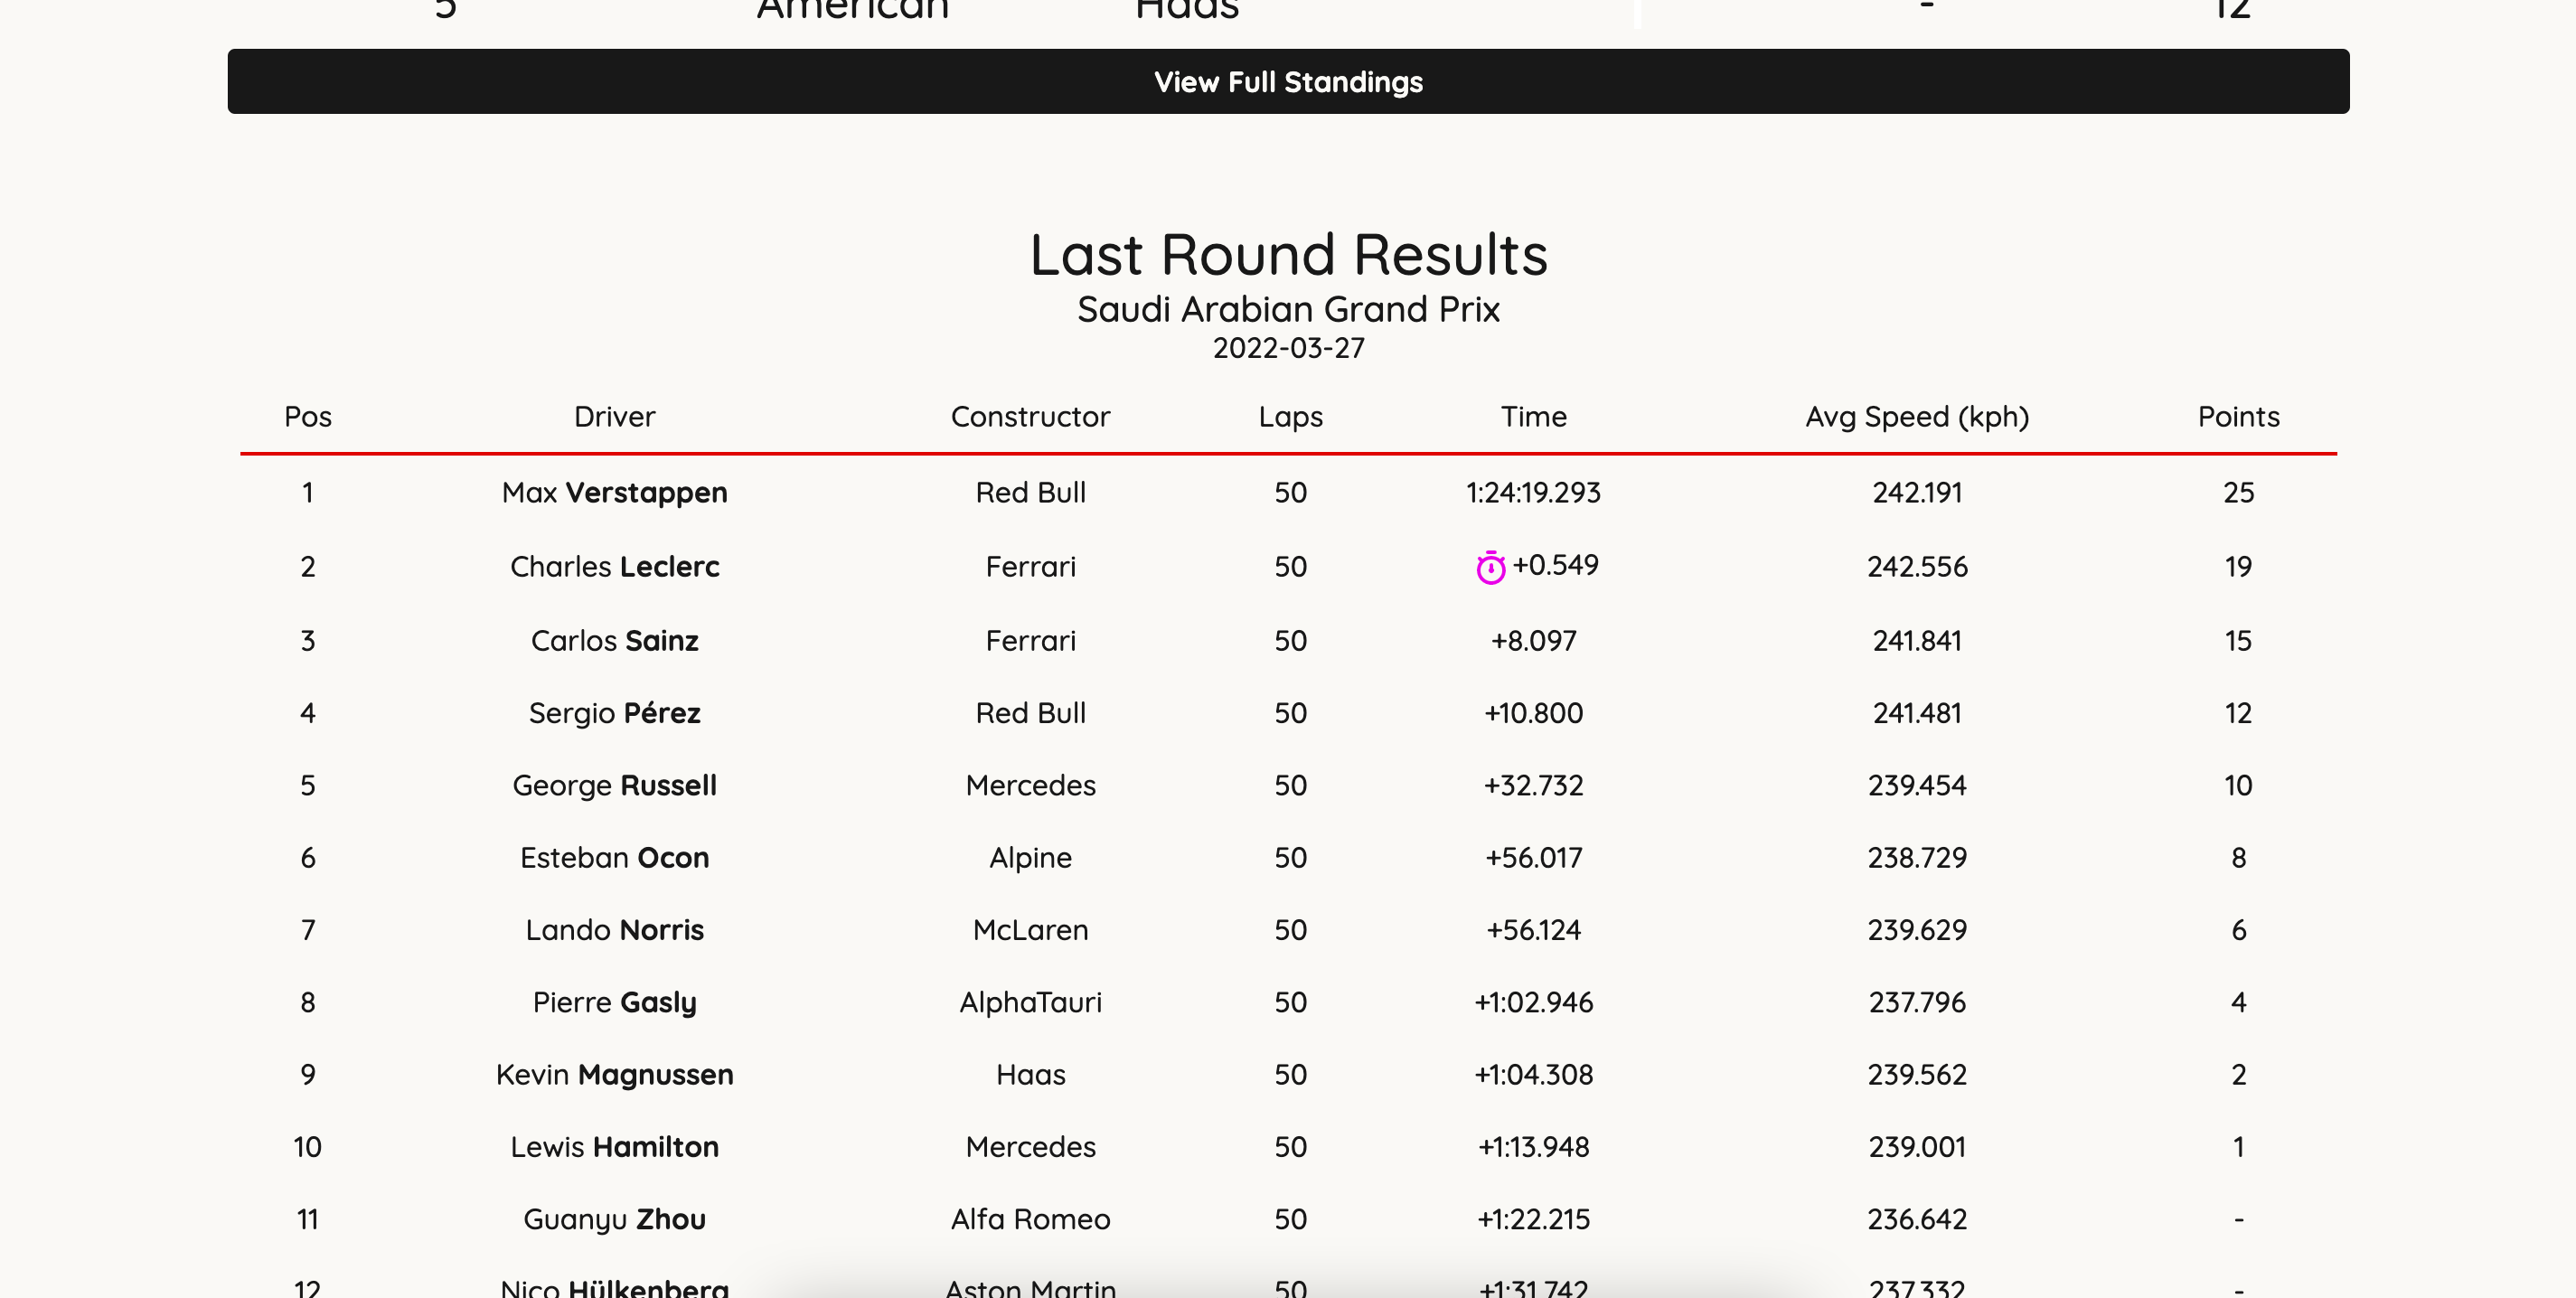 5 American Haas - 12
View Full Standings
Last Round Results
Saudi Arabian Grand Prix
2022-03-27
Pos Driver Constructor Laps Time Avg Speed (kph) Points
1 Max Verstappen Red Bull 50 1:24:19.293 242.191 25
2 Charles Leclerc Ferrari 50 +0.549 242.556 19
3 Carlos Sainz Ferrari 50 +8.097 241.841 15
4 Sergio Pérez Red Bull 50 +10.800 241.481 12
5 George Russell Mercedes 50 +32.732 239.454 10
6 Esteban Ocon Alpine 50 +56.017 238.729 8
7 Lando Norris McLaren 50 +56.124 239.629 6
8 Pierre Gasly AlphaTauri 50 +1:02.946 237.796 4
9 Kevin Magnussen Haas 50 +1:04.308 239.562 2
10 Lewis Hamilton Mercedes 50 +1:13.948 239.001 1
11 Guanyu Zhou Alfa Romeo 50 +1:22.215 236.642 -
12 Nico Hülkenberg Aston Martin 50 +1:31.742 237.332 -